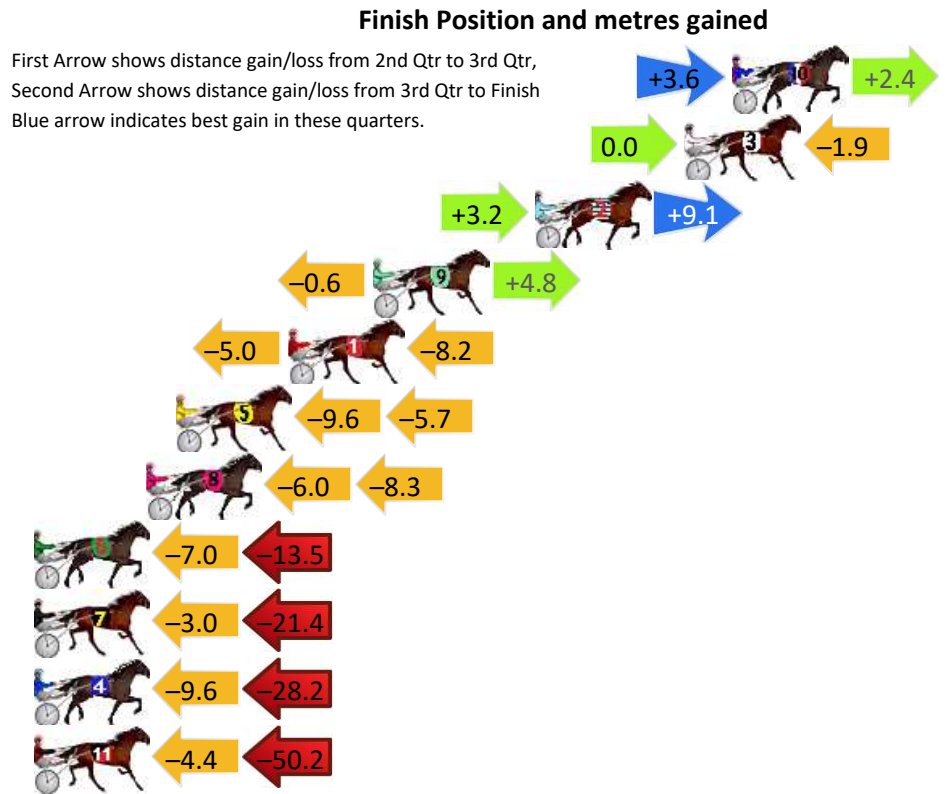 Finish Position and metres gained
First Arrow shows distance gain/loss from 2nd Qtr to 3rd Qtr,
Second Arrow shows distance gain/loss from 3rd Qtr to Finish
Blue arrow indicates best gain in these quarters.
+3.6 10 +2.4
0.0 3 –1.9
+3.2 2 +9.1
–0.6 9 +4.8
–5.0 1 –8.2
5 –9.6 –5.7
8 –6.0 –8.3
6 –7.0 –13.5
7 –3.0 –21.4
4 –9.6 –28.2
11 –4.4 –50.2